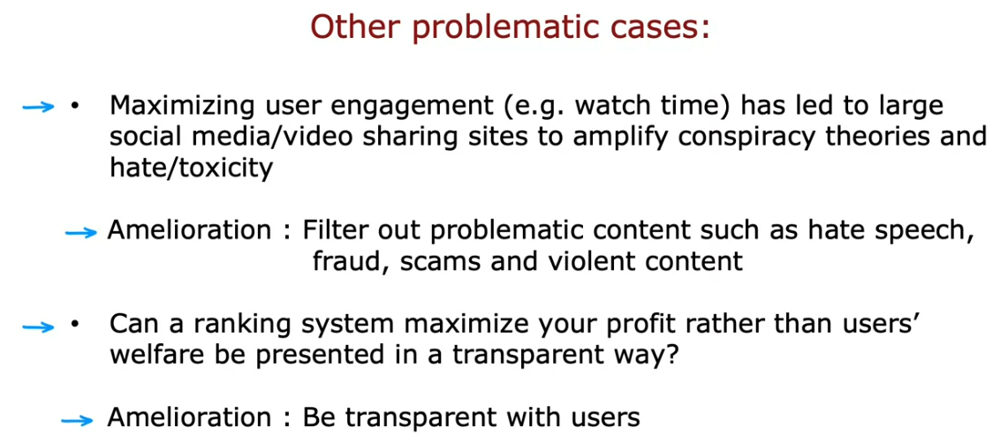 Other problematic cases:
• Maximizing user engagement (e.g. watch time) has led to large
social media/video sharing sites to amplify conspiracy theories and
hate/toxicity
Amelioration : Filter out problematic content such as hate speech,
fraud, scams and violent content
• Can a ranking system maximize your profit rather than users’
welfare be presented in a transparent way?
Amelioration : Be transparent with users